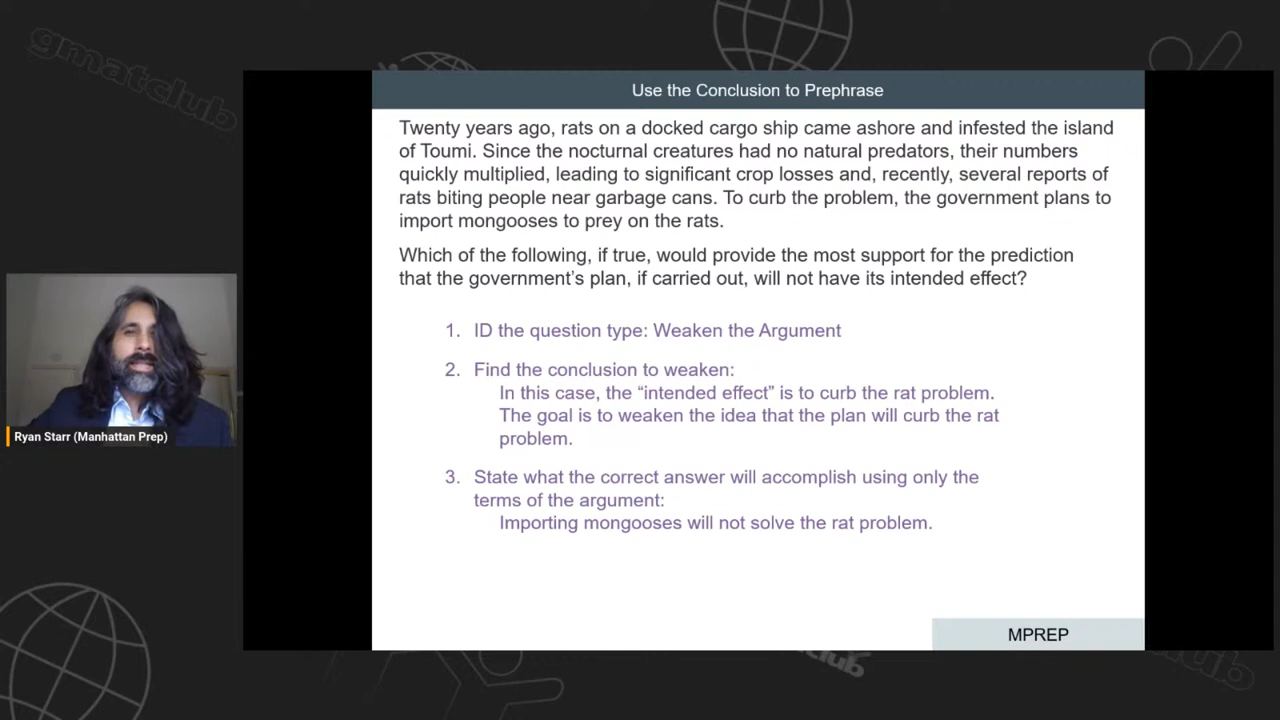 gmatclub
Use the Conclusion to Prephrase
Twenty years ago, rats on a docked cargo ship came ashore and infested the island
of Toumi. Since the nocturnal creatures had no natural predators, their numbers
quickly multiplied, leading to significant crop losses and, recently, several reports of
rats biting people near garbage cans. To curb the problem, the government plans to
import mongooses to prey on the rats.
Which of the following, if true, would provide the most support for the prediction
that the government's plan, if carried out, will not have its intended effect?
1. ID the question type: Weaken the Argument
2. Find the conclusion to weaken:
In this case, the “intended effect” is to curb the rat problem.
The goal is to weaken the idea that the plan will curb the rat
problem.
3. State what the correct answer will accomplish using only the
terms of the argument:
Importing mongooses will not solve the rat problem.
Ryan Starr (Manhattan Prep)
MPREP
club